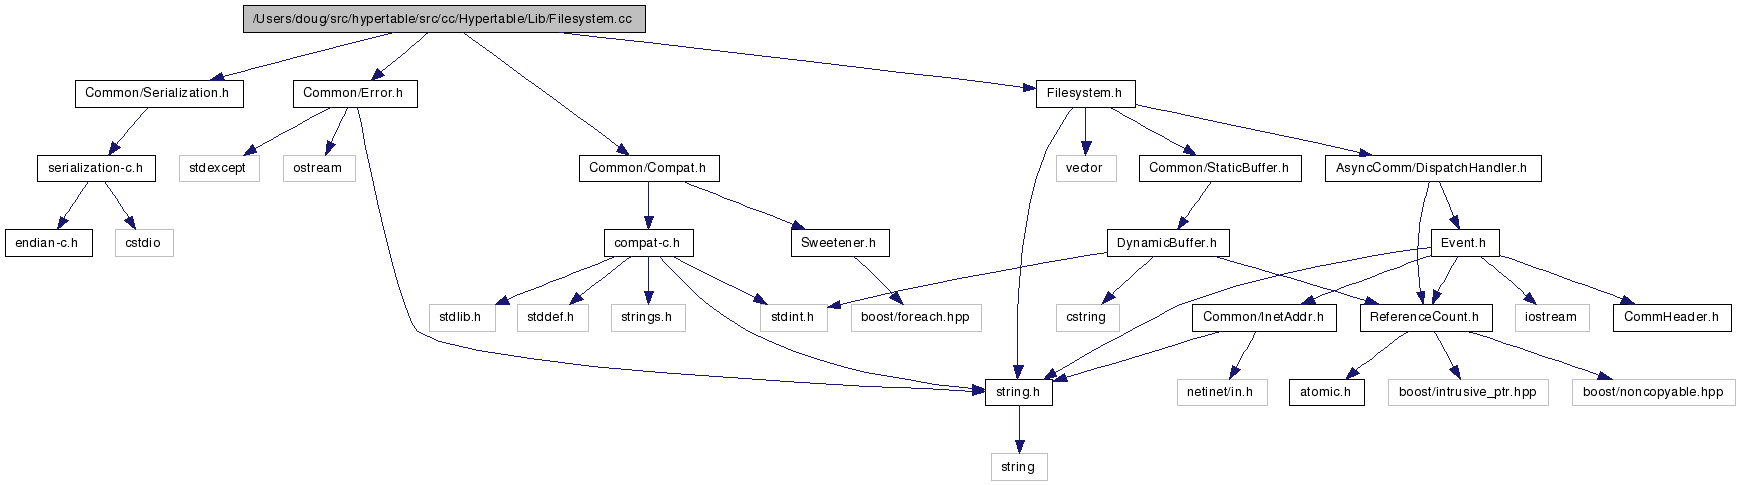 /Users/doug/src/hypertable/src/cc/Hypertable/Lib/Filesystem.cc
Common/Serialization.h
Common/Error.h
Filesystem.h
serialization-c.h
stdexcept
ostream
Common/Compat.h
vector
Common/StaticBuffer.h
AsyncComm/DispatchHandler.h
endian-c.h
cstdio
compat-c.h
Sweetener.h
DynamicBuffer.h
Event.h
stdlib.h
stddef.h
strings.h
stdint.h
boost/foreach.hpp
cstring
Common/InetAddr.h
ReferenceCount.h
iostream
CommHeader.h
string.h
netinet/in.h
atomic.h
boost/intrusive_ptr.hpp
boost/noncopyable.hpp
string